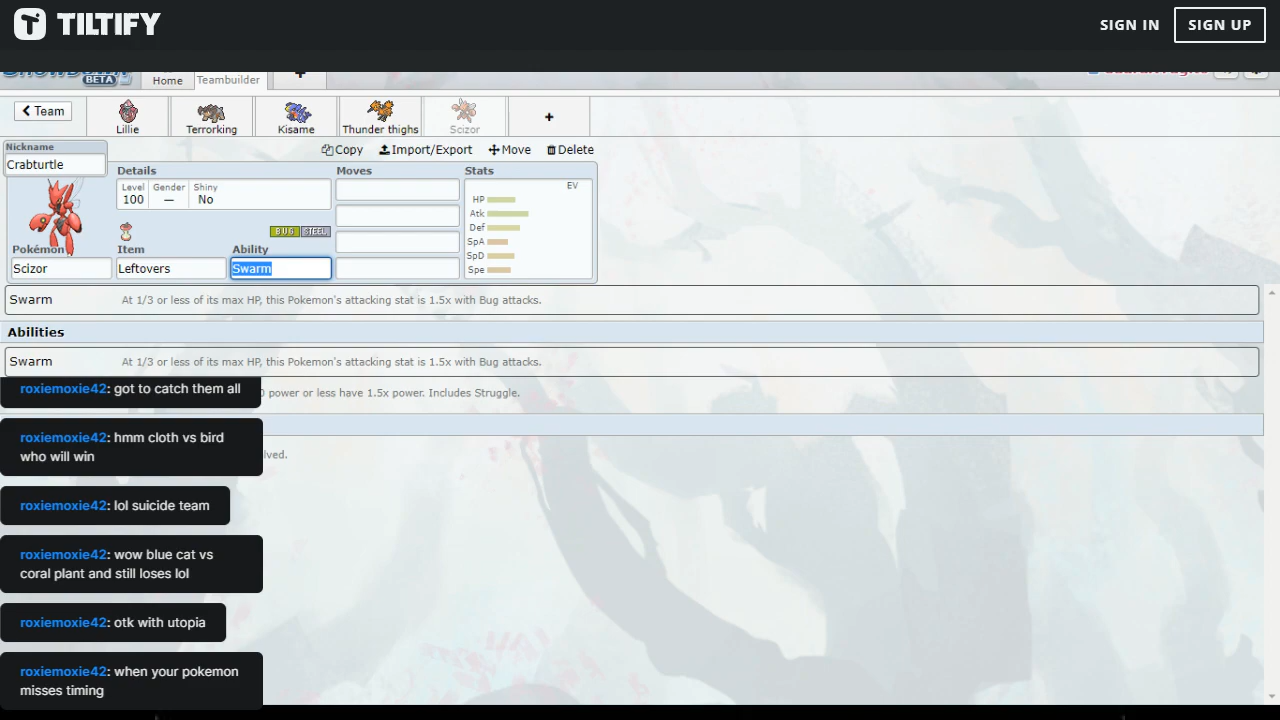 TILTIFY
SIGN IN
SIGN UP
BETA
Home
Teambuilder
Team
Lillie
Terrorking
Kisame
Thunder thighs
Scizor
+
Nickname
Crabturtle
Copy
Import/Export
Move
Delete
Details
Moves
Stats
Level
Gender
Shiny
100
—
No
EV
HP
Atk
Def
SpA
SpD
Spe
BUG
STEEL
Pokémon
Item
Ability
Scizor
Leftovers
Swarm
Swarm
At 1/3 or less of its max HP, this Pokemon's attacking stat is 1.5x with Bug attacks.
Abilities
Swarm
At 1/3 or less of its max HP, this Pokemon's attacking stat is 1.5x with Bug attacks.
power or less have 1.5x power. Includes Struggle.
roxiemoxie42: got to catch them all
roxiemoxie42: hmm cloth vs bird
who will win
roxiemoxie42: lol suicide team
roxiemoxie42: wow blue cat vs
coral plant and still loses lol
roxiemoxie42: otk with utopia
roxiemoxie42: when your pokemon
misses timing